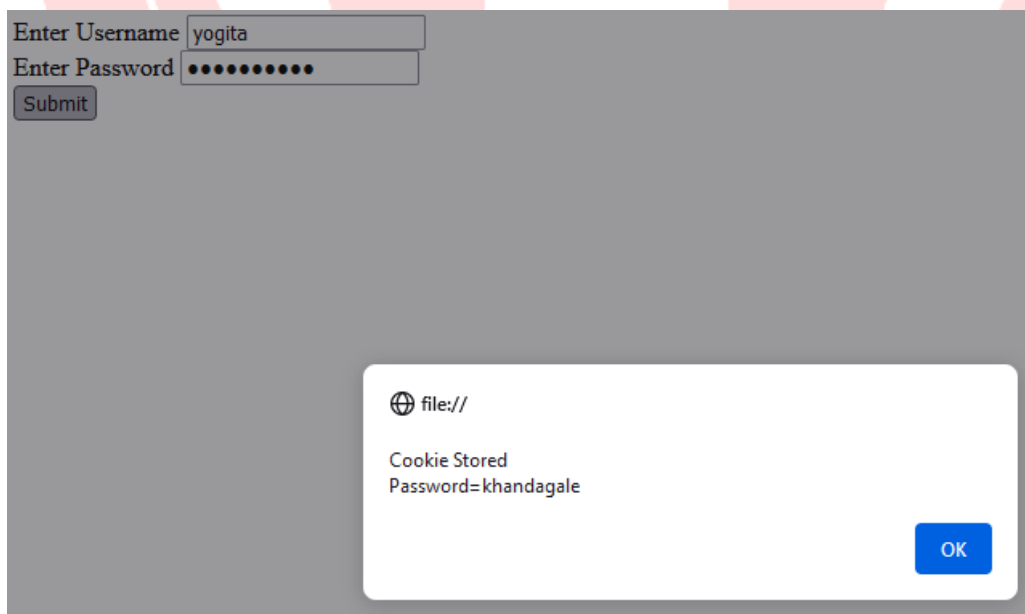 Enter Username yogita
Enter Password ●●●●●●●●●●
Submit
file://
Cookie Stored
Password=khandagale
OK